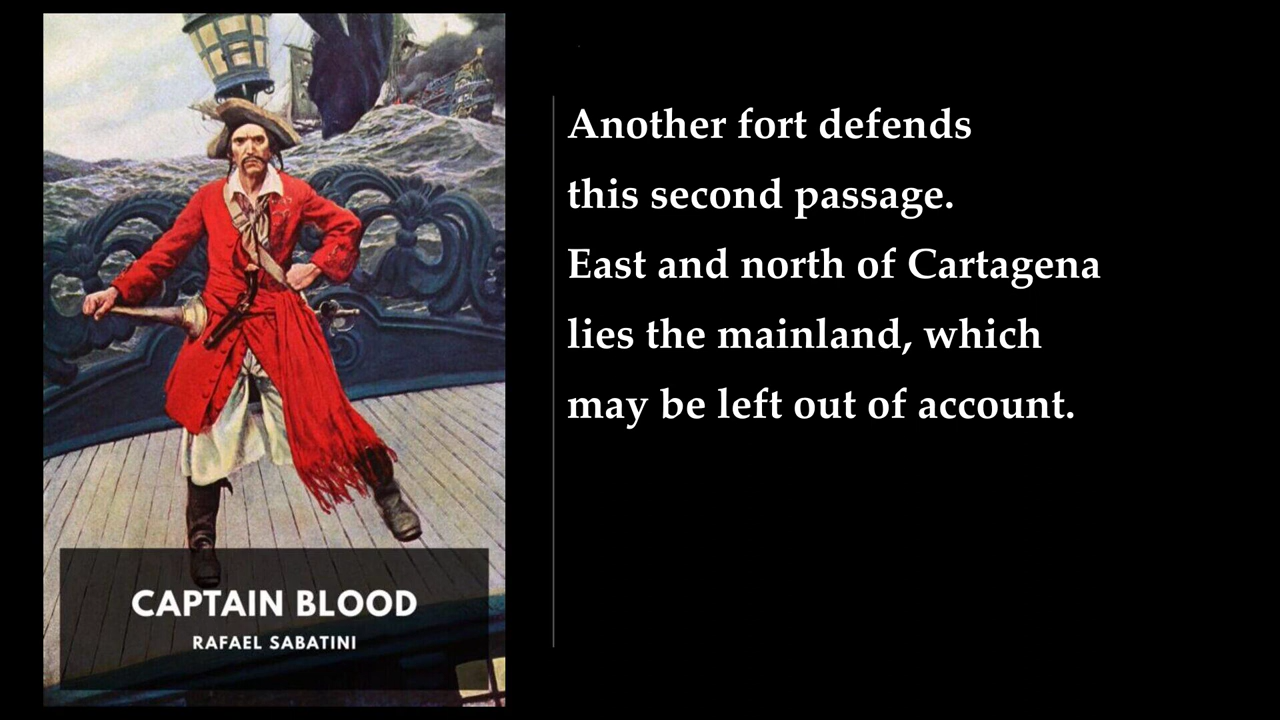 CAPTAIN BLOOD
RAFAEL SABATINI
Another fort defends
this second passage.
East and north of Cartagena
lies the mainland, which
may be left out of account.